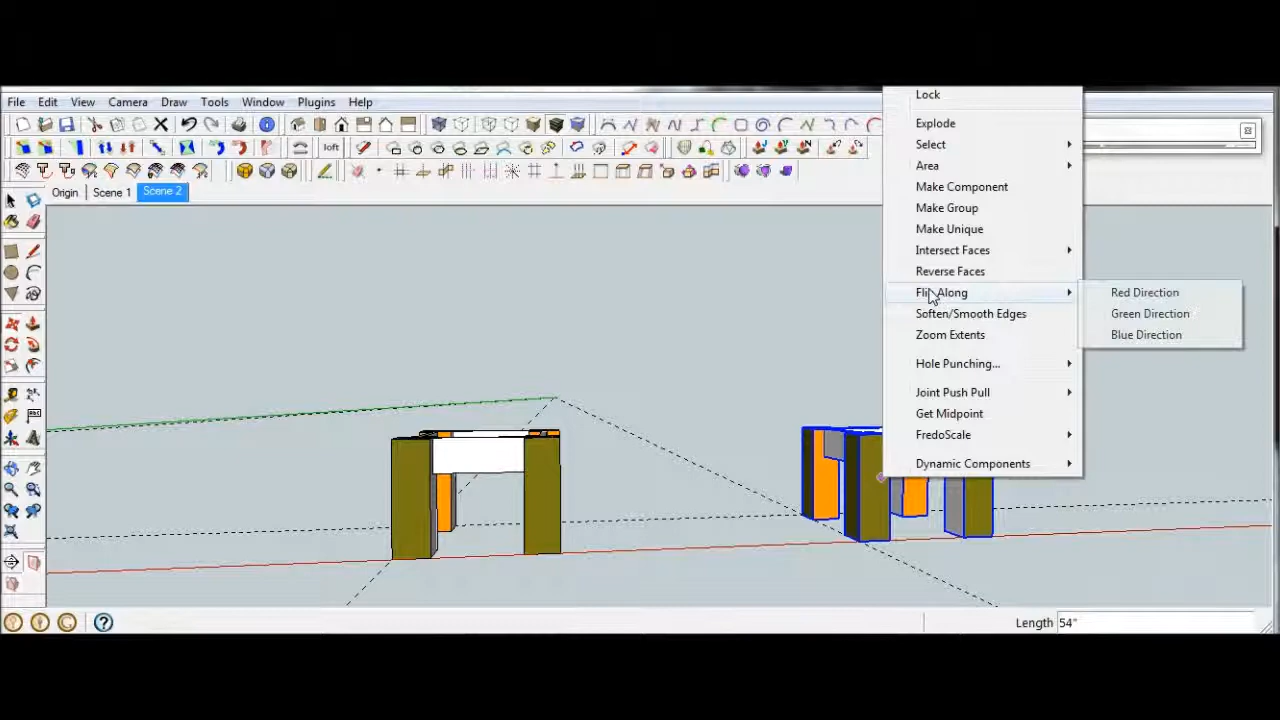 Lock
File Edit View Camera Draw Tools Window Plugins Help
Explode
loft
Select
Area
Origin Scene 1 Scene 2
Make Component
Make Group
Make Unique
Intersect Faces
Reverse Faces
Flip Along
Red Direction
Soften/Smooth Edges
Green Direction
Zoom Extents
Blue Direction
Hole Punching...
Joint Push Pull
Get Midpoint
FredoScale
Dynamic Components
Length 54"